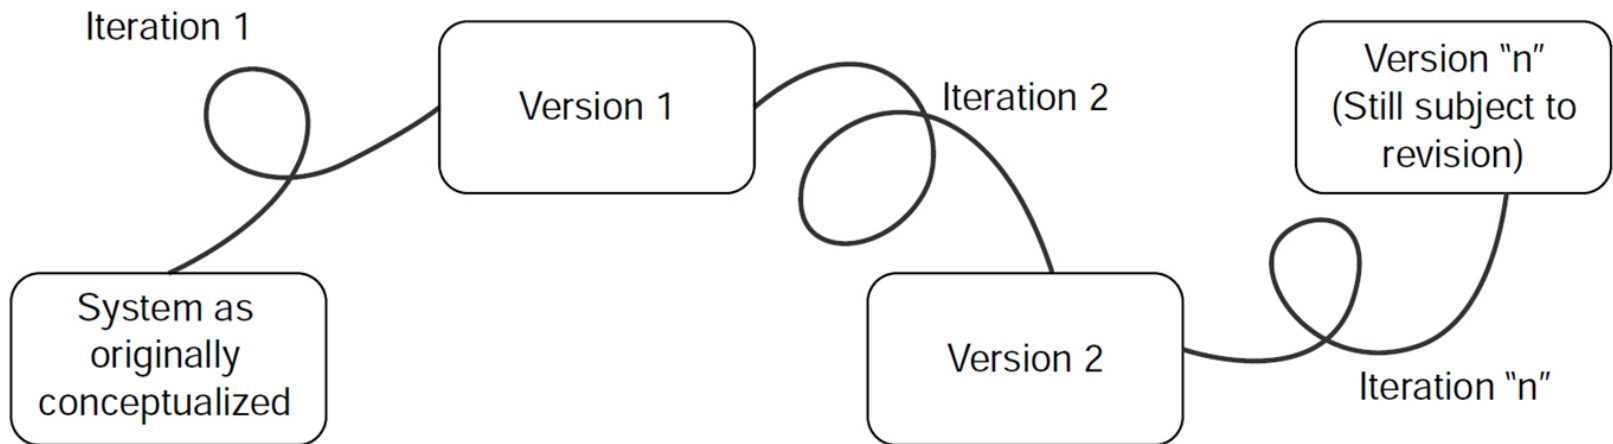 Iteration 1
Version 1
Iteration 2
Version “n”
(Still subject to
revision)
System as
originally
conceptualized
Version 2
Iteration “n”